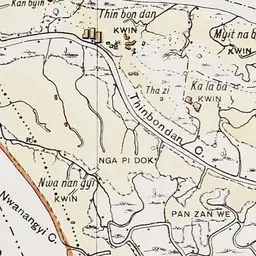 Kan byin
Thin bon dan
KWIN
Myit na b
KWIN
Tha zi
Ka la ba
KWIN
Thinbondan C.
NGA PI DOK
Nwa nan gyi
KWIN
Nwanangyi C.
PAN ZAN WE